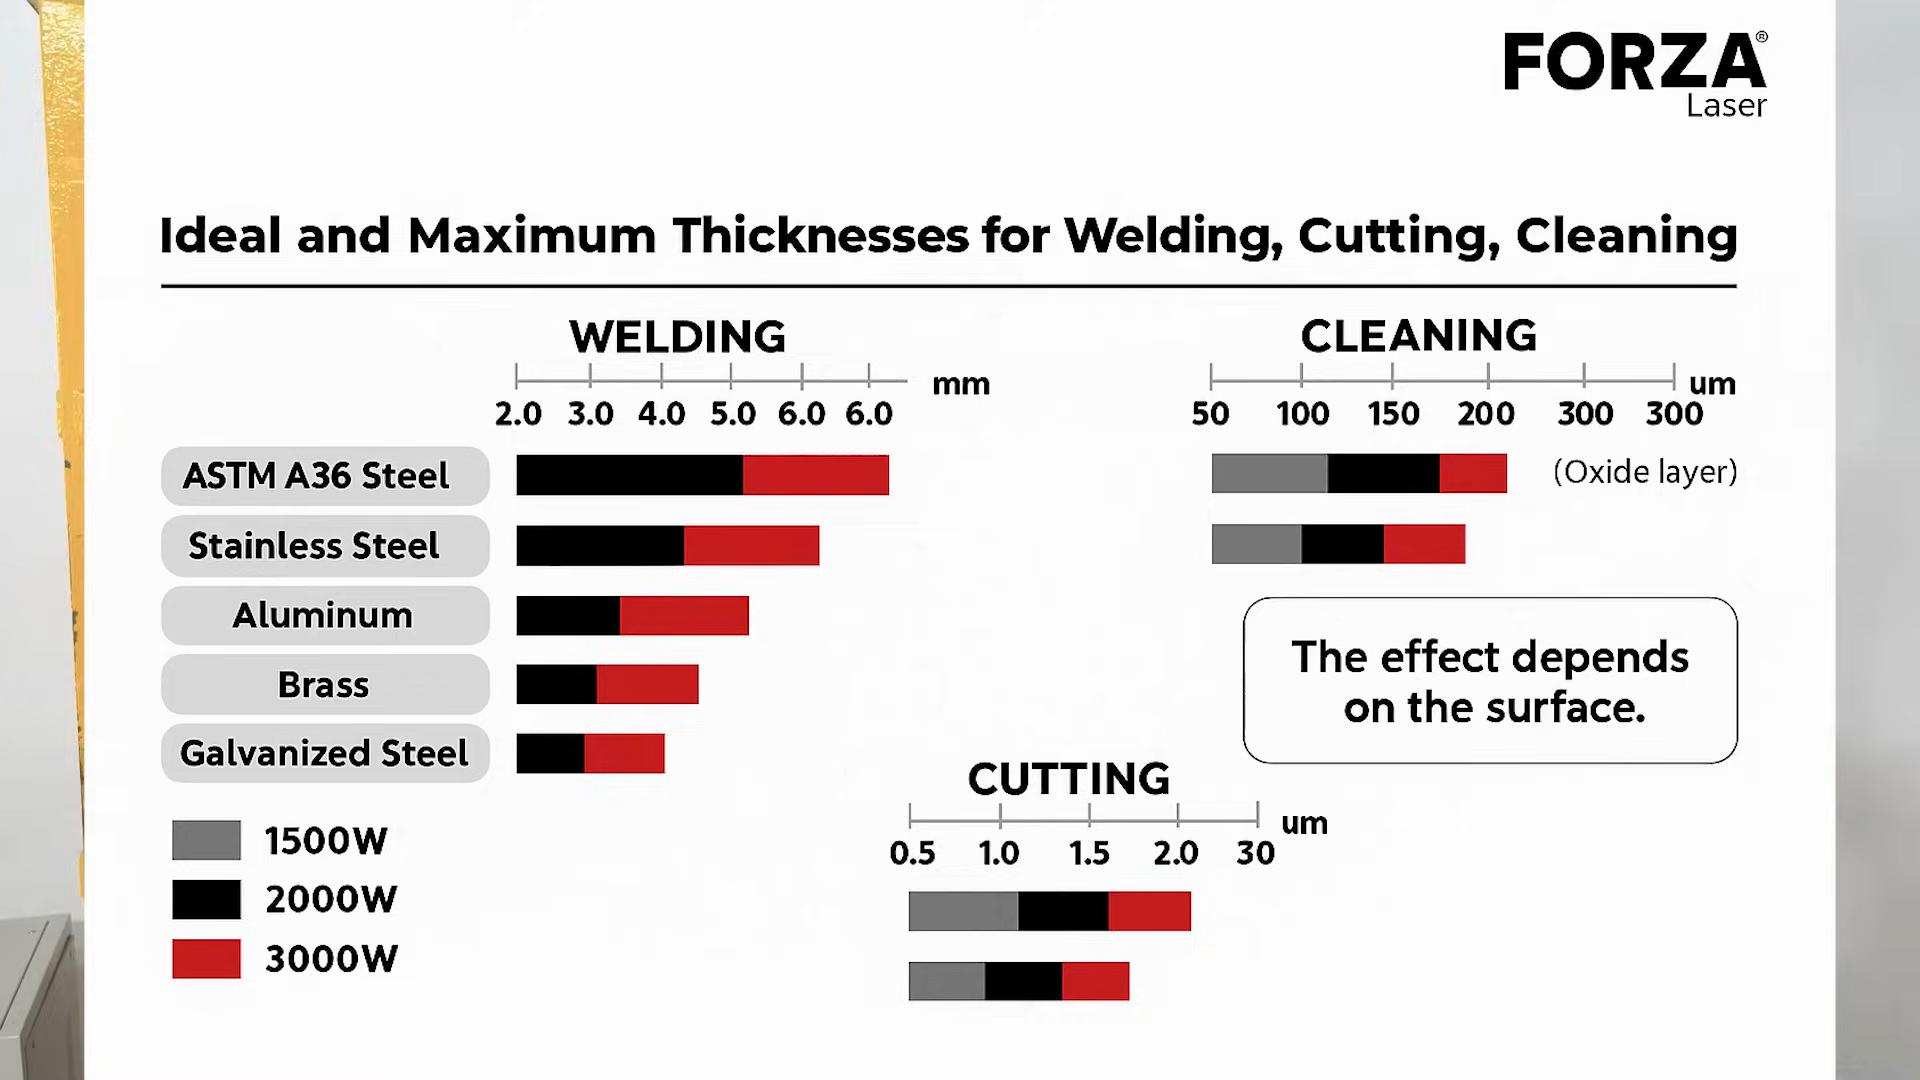 FORZA®
Laser
Ideal and Maximum Thicknesses for Welding, Cutting, Cleaning
WELDING
mm
2.0 3.0 4.0 5.0 6.0 6.0
CLEANING
um
50 100 150 200 300 300
(Oxide layer)
ASTM A36 Steel
Stainless Steel
Aluminum
Brass
Galvanized Steel
The effect depends
on the surface.
1500W
2000W
3000W
CUTTING
um
0.5 1.0 1.5 2.0 30